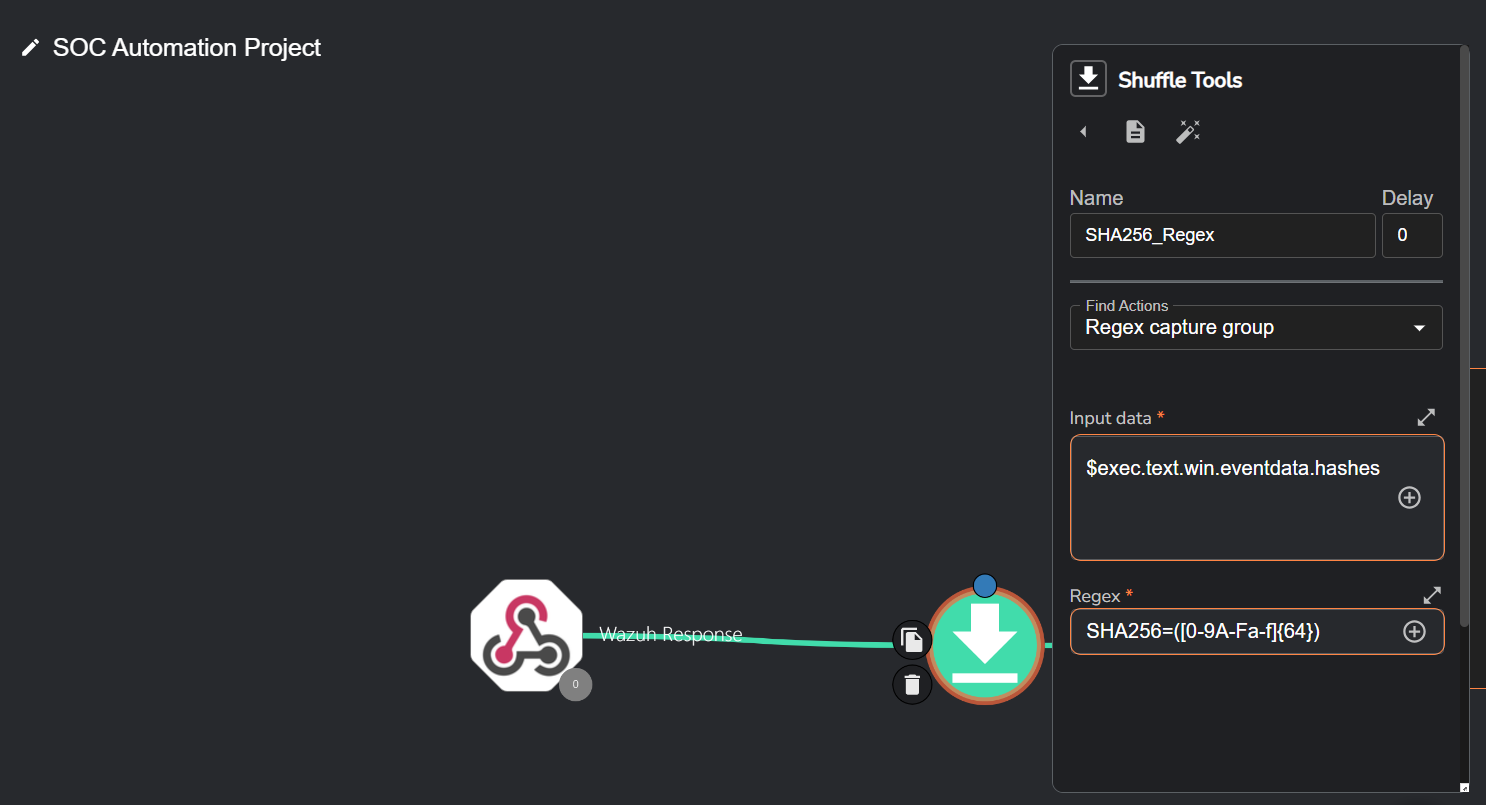 SOC Automation Project
Shuffle Tools
Name
Delay
SHA256_Regex
0
Find Actions
Regex capture group
Input data *
$exec.text.win.eventdata.hashes
Wazuh Response
0
Regex *
SHA256=([0-9A-Fa-f]{64})